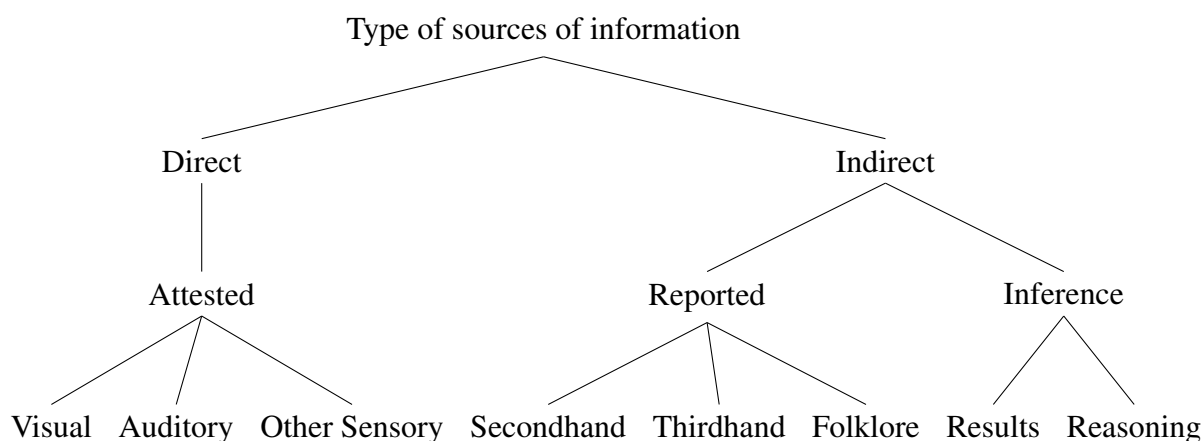 Type of sources of information
Direct Indirect
Attested Reported Inference
Visual Auditory Other Sensory Secondhand Thirdhand Folklore Results Reasoning